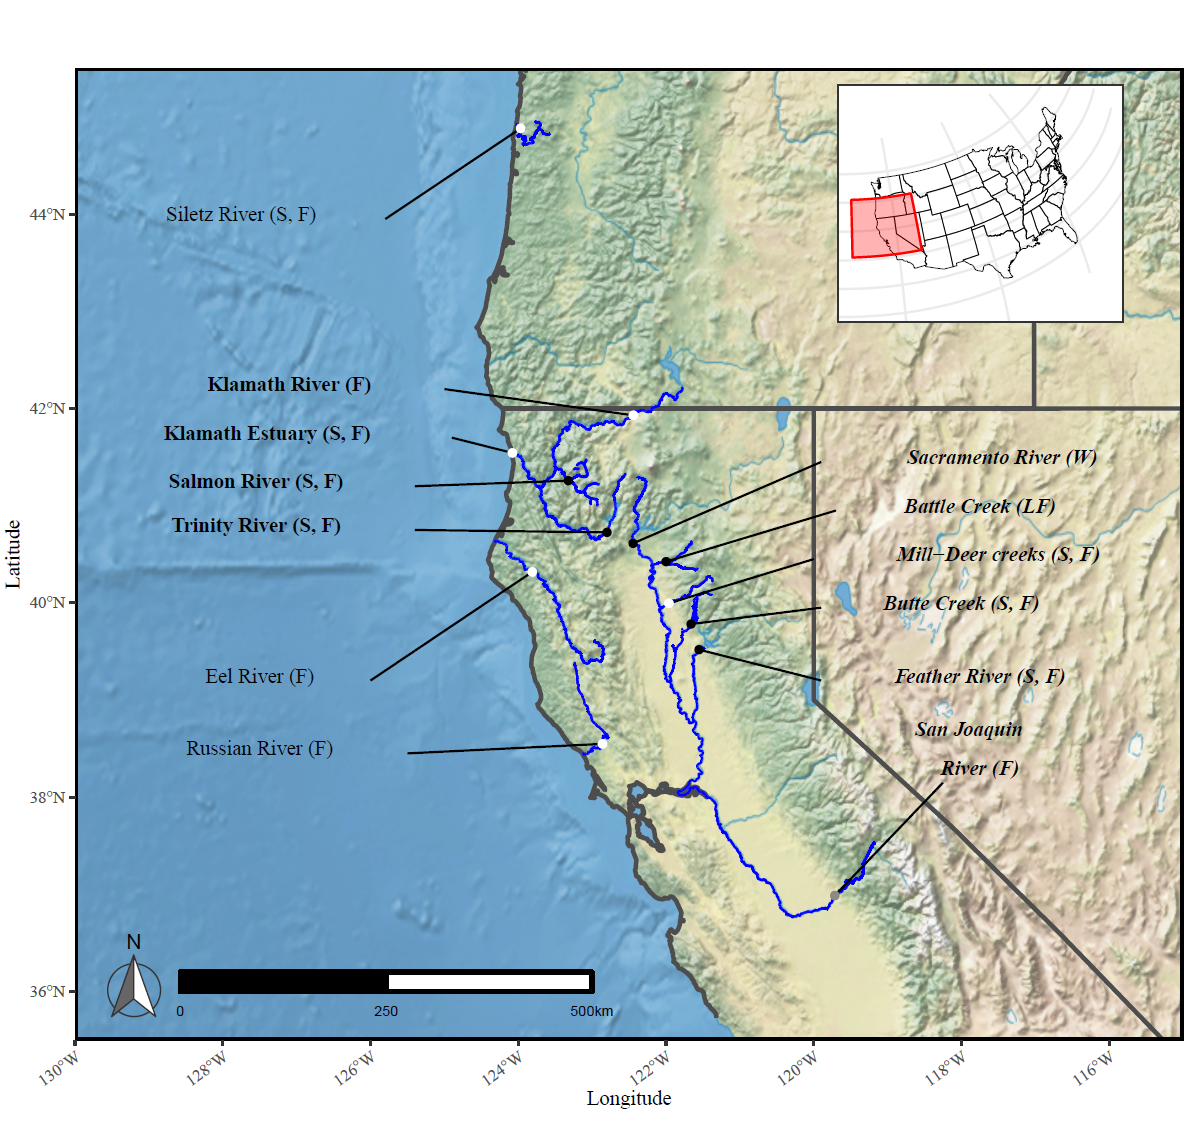 Siletz River (S, F)
44°N
Klamath River (F)
42°N
Klamath Estuary (S, F)
Sacramento River (W)
Salmon River (S, F)
Battle Creek (LF)
Trinity River (S, F)
Mill−Deer creeks (S, F)
Latitude
40°N
Butte Creek (S, F)
Eel River (F)
Feather River (S, F)
San Joaquin
River (F)
Russian River (F)
38°N
N
36°N
0 250 500km
130°W 128°W 126°W 124°W 122°W 120°W 118°W 116°W
Longitude